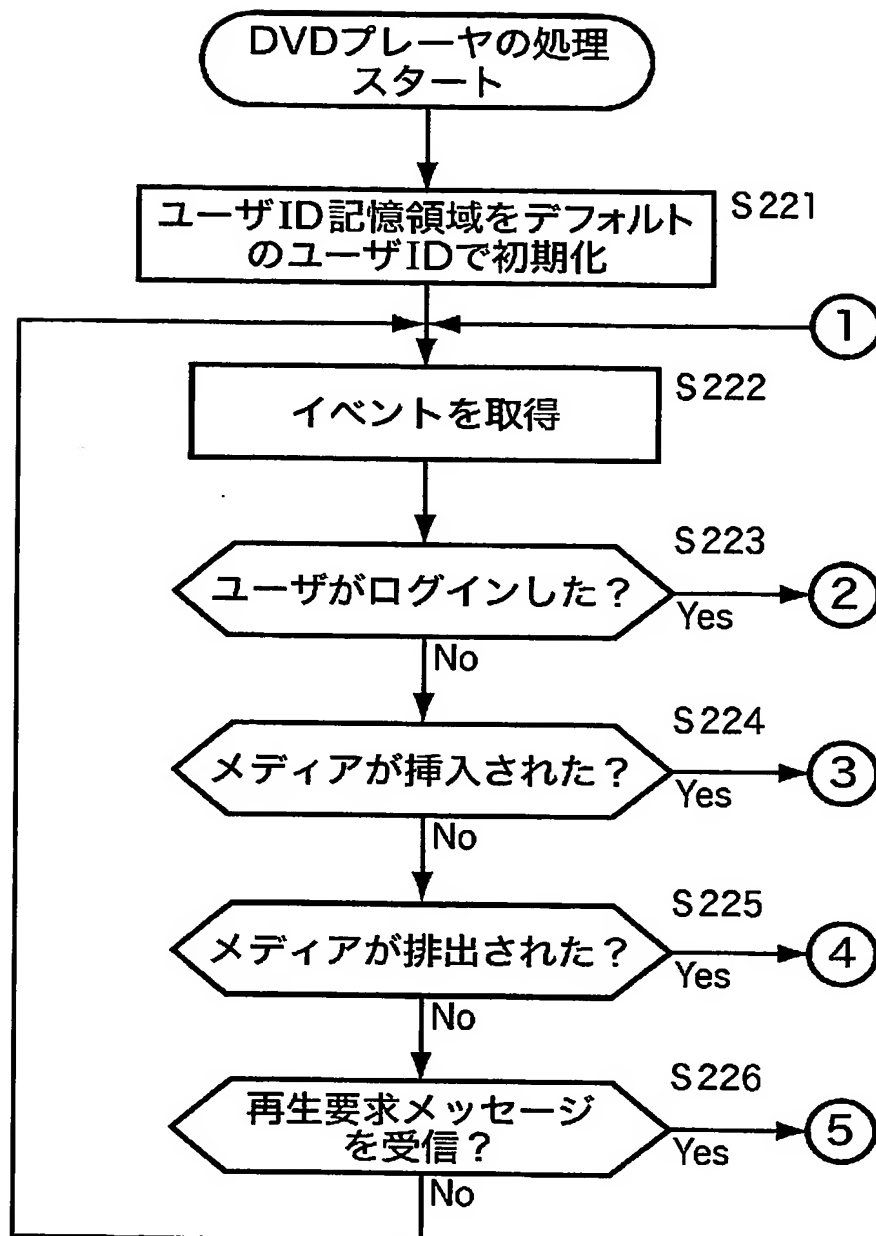 DVDプレーヤの処理
スタート
ユーザID記憶領域をデフォルト
のユーザIDで初期化
S221
1
イベントを取得
S222
ユーザがログインした？
S223
Yes
2
No
メディアが挿入された？
S224
Yes
3
No
メディアが排出された？
S225
Yes
4
No
再生要求メッセージ
を受信？
S226
Yes
5
No